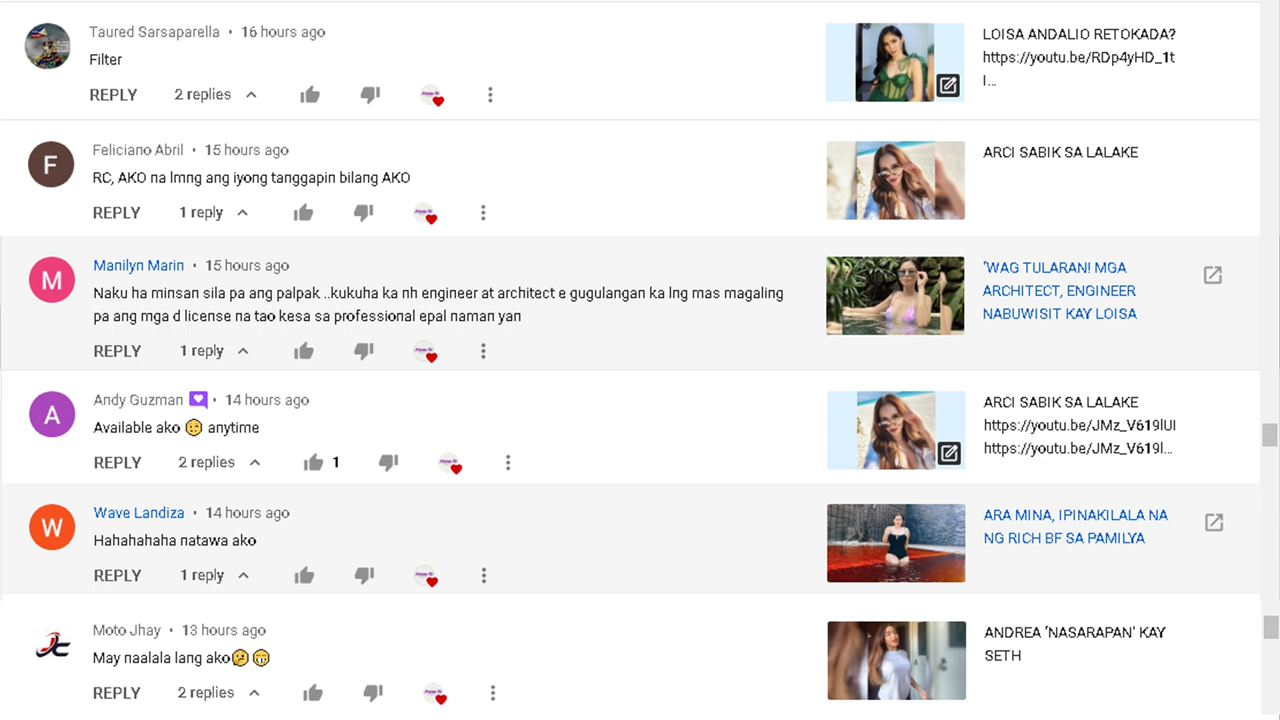 Taured Sarsaparella • 16 hours ago
Filter
REPLY 2 replies
LOISA ANDALIO RETOKADA?
https://youtu.be/RDp4yHD_1t
I...
F
Feliciano Abril • 15 hours ago
RC, AKO na lmng ang iyong tanggapin bilang AKO
REPLY 1 reply
ARCI SABIK SA LALAKE
M
Manilyn Marin • 15 hours ago
Naku ha minsan sila pa ang palpak ..kukuha ka nh engineer at architect e gugulangan ka lng mas magaling
pa ang mga d license na tao kesa sa professional epal naman yan
REPLY 1 reply
'WAG TULARAN! MGA
ARCHITECT, ENGINEER
NABUWISIT KAY LOISA
A
Andy Guzman • 14 hours ago
Available ako 😉 anytime
REPLY 2 replies 1
ARCI SABIK SA LALAKE
https://youtu.be/JMz_V619lUI
https://youtu.be/JMz_V619l...
W
Wave Landiza • 14 hours ago
Hahahahaha natawa ako
REPLY 1 reply
ARA MINA, IPINAKILALA NA
NG RICH BF SA PAMILYA
JC
Moto Jhay • 13 hours ago
May naalala lang ako🤔😁
REPLY 2 replies
ANDREA 'NASARAPAN' KAY
SETH